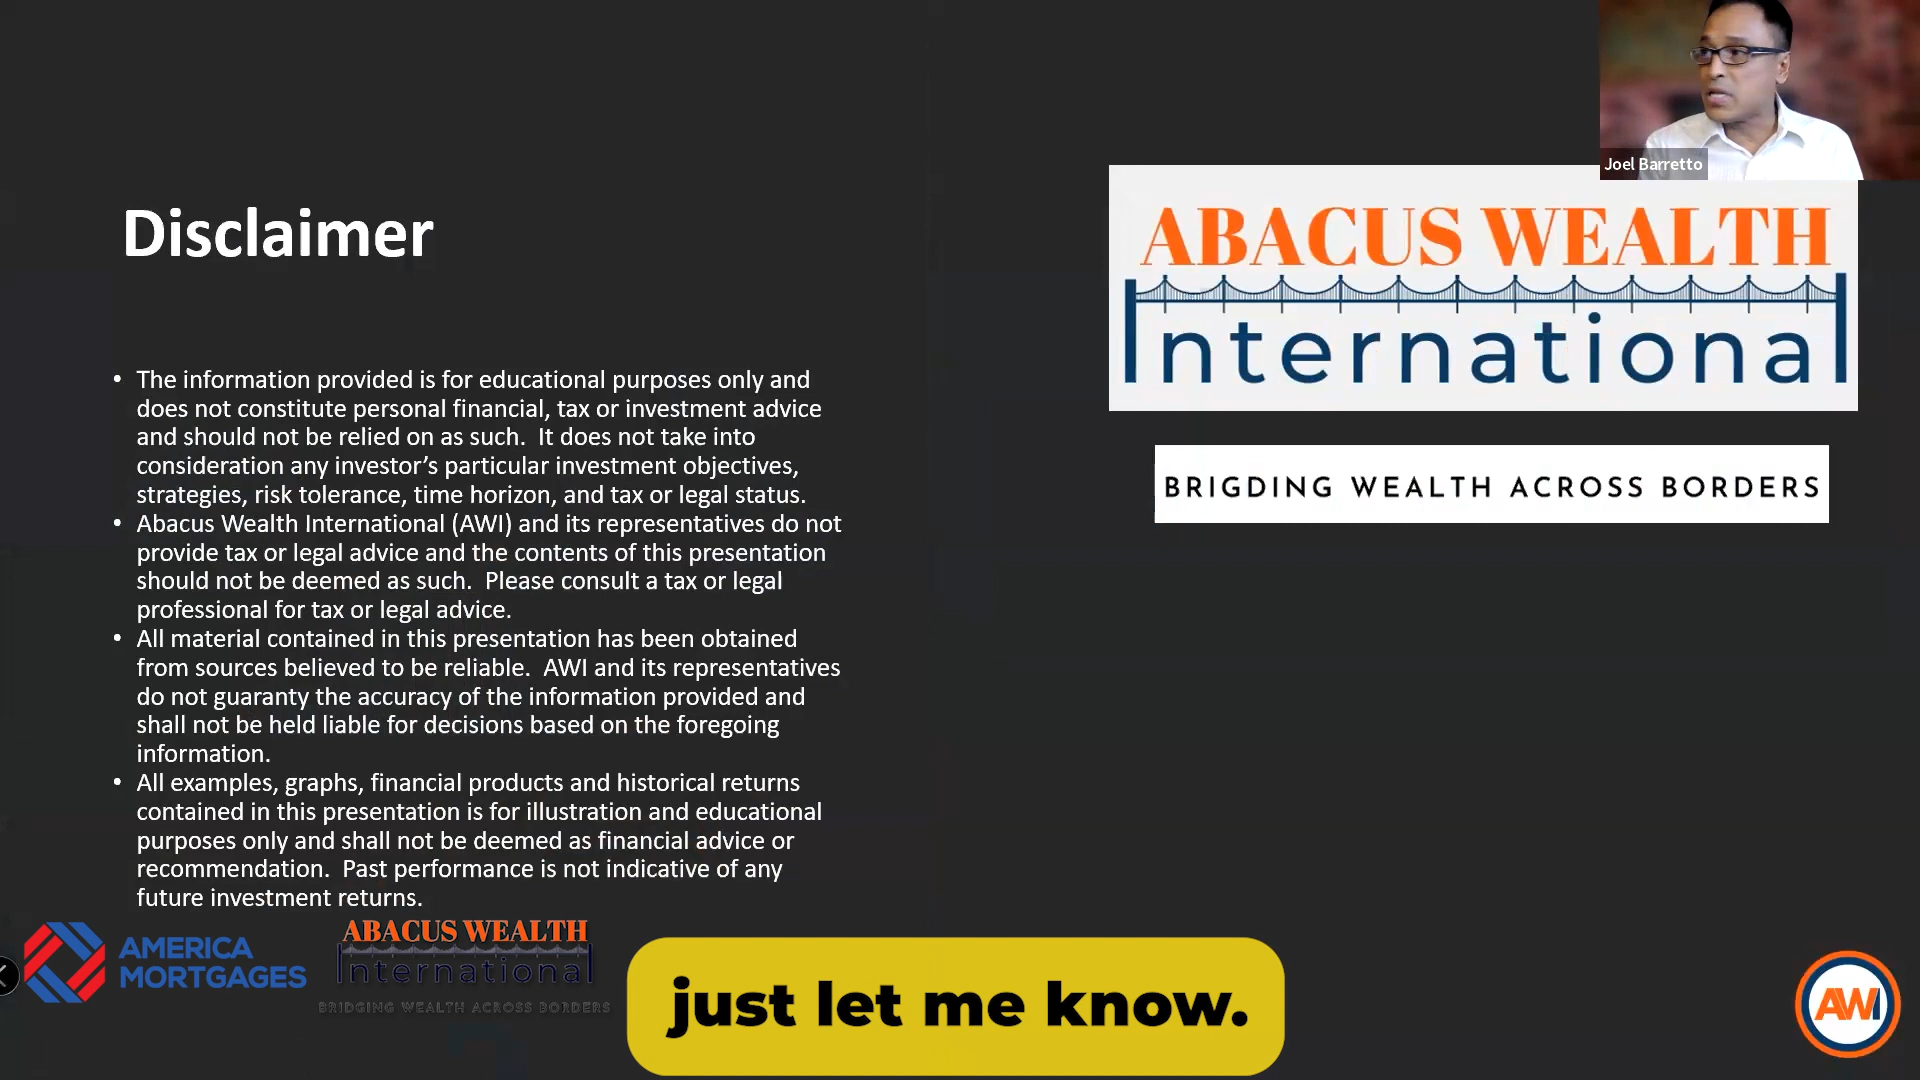 Joel Barretto
Disclaimer
ABACUS WEALTH
International
BRIGDING WEALTH ACROSS BORDERS
• The information provided is for educational purposes only and
does not constitute personal financial, tax or investment advice
and should not be relied on as such.  It does not take into
consideration any investor’s particular investment objectives,
strategies, risk tolerance, time horizon, and tax or legal status.
• Abacus Wealth International (AWI) and its representatives do not
provide tax or legal advice and the contents of this presentation
should not be deemed as such.  Please consult a tax or legal
professional for tax or legal advice.
• All material contained in this presentation has been obtained
from sources believed to be reliable.  AWI and its representatives
do not guaranty the accuracy of the information provided and
shall not be held liable for decisions based on the foregoing
information.
• All examples, graphs, financial products and historical returns
contained in this presentation is for illustration and educational
purposes only and shall not be deemed as financial advice or
recommendation.  Past performance is not indicative of any
future investment returns.
AMERICA
MORTGAGES
ABACUS WEALTH
International
BRIDGING WEALTH ACROSS BORDERS
just let me know.
AWI